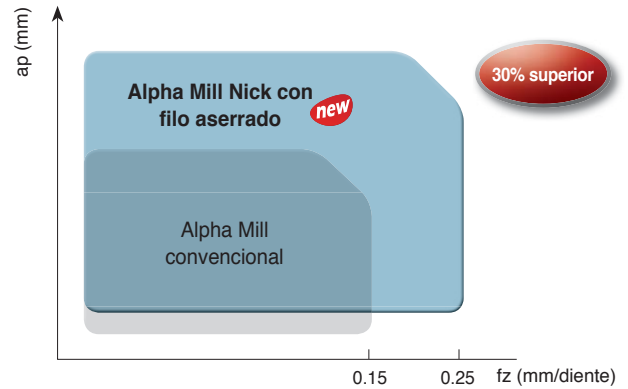 ap (mm)
30% superior
Alpha Mill Nick con
filo aserrado
new
Alpha Mill
convencional
0.15
0.25
fz (mm/diente)